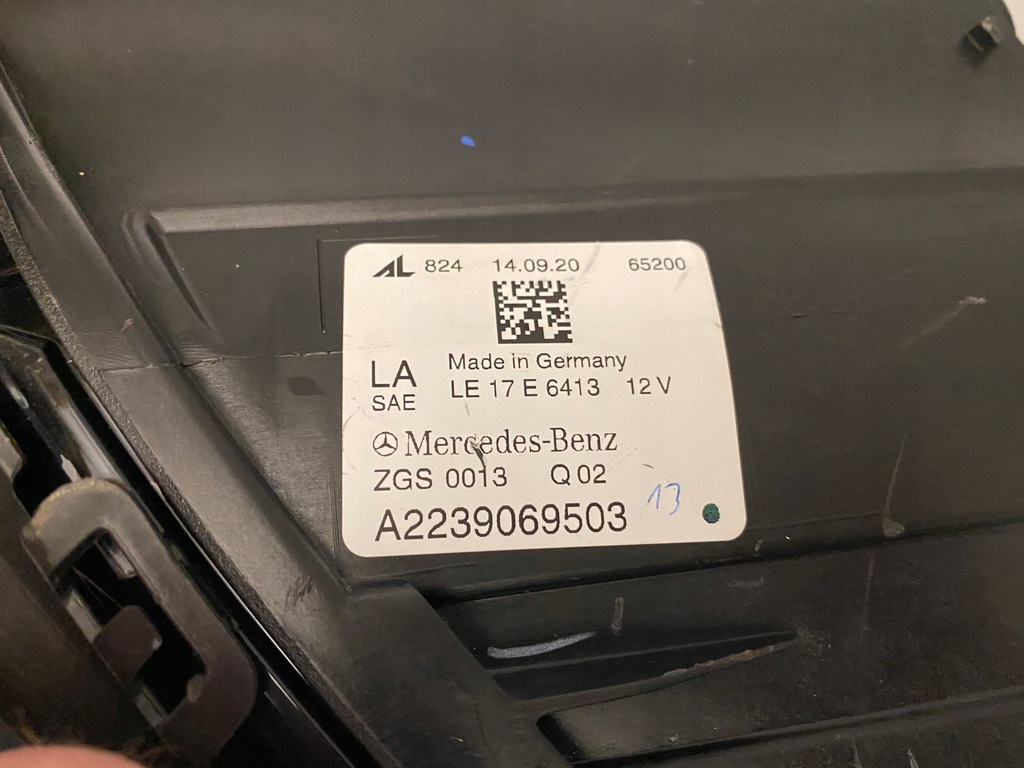 AL 824 14.09.20 65200
Made in Germany
LA LE 17 E 6413 12 V
SAE
Mercedes-Benz
ZGS 0013 Q 02
A2239069503 13